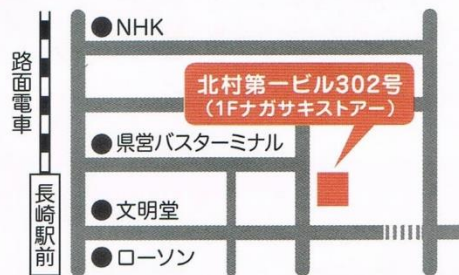 NHK
北村第一ビル302号
（1Fナガサキストアー）
路面電車
県営バスターミナル
長崎駅前
文明堂
ローソン